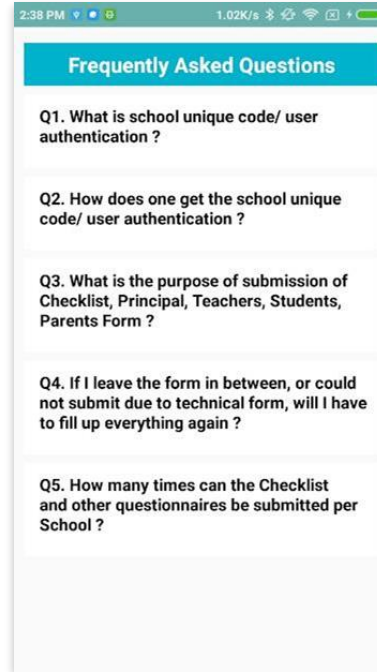 2:38 PM 1.02K/s
Frequently Asked Questions
Q1. What is school unique code/ user
authentication ?
Q2. How does one get the school unique
code/ user authentication ?
Q3. What is the purpose of submission of
Checklist, Principal, Teachers, Students,
Parents Form ?
Q4. If I leave the form in between, or could
not submit due to technical form, will I have
to fill up everything again ?
Q5. How many times can the Checklist
and other questionnaires be submitted per
School ?